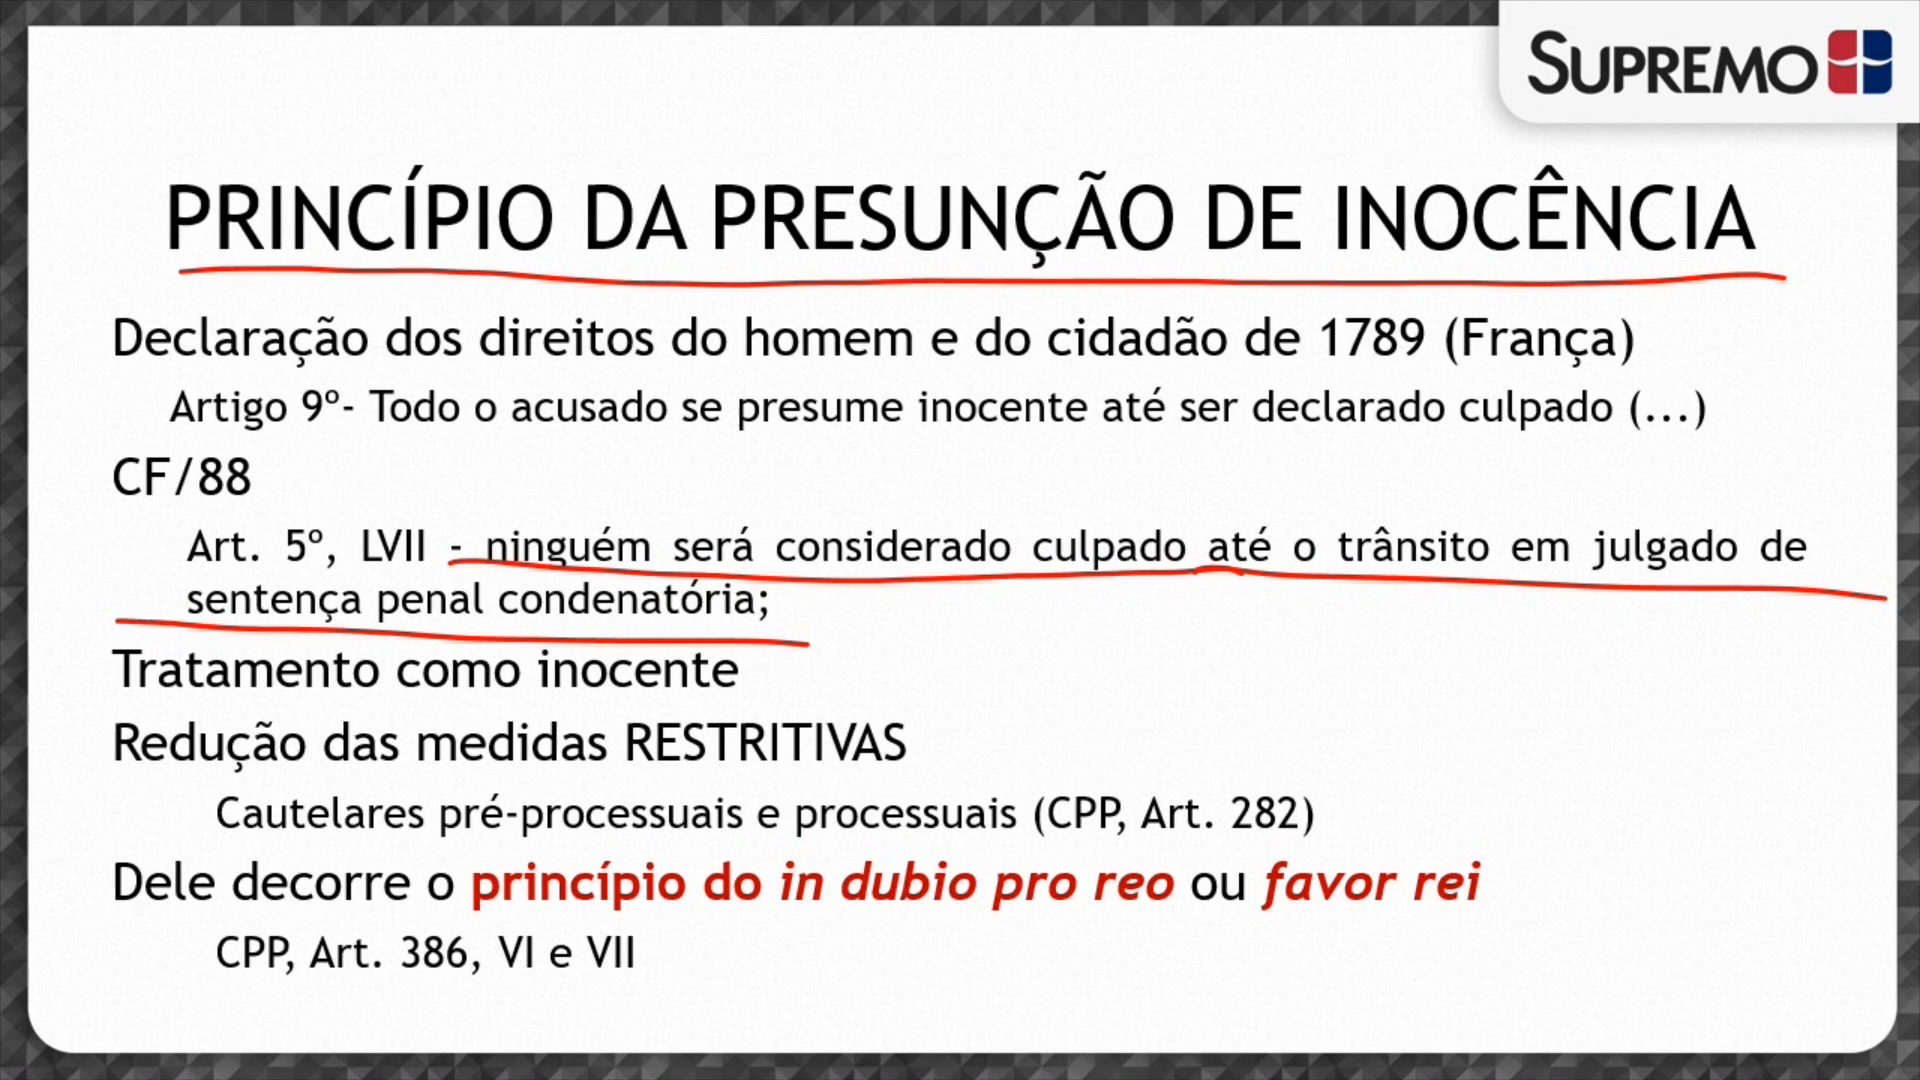 SUPREMO
PRINCÍPIO DA PRESUNÇÃO DE INOCÊNCIA
Declaração dos direitos do homem e do cidadão de 1789 (França)
Artigo 9º- Todo o acusado se presume inocente até ser declarado culpado (...)
CF/88
Art. 5º, LVII - ninguém será considerado culpado até o trânsito em julgado de
sentença penal condenatória;
Tratamento como inocente
Redução das medidas RESTRITIVAS
Cautelares pré-processuais e processuais (CPP, Art. 282)
Dele decorre o princípio do in dubio pro reo ou favor rei
CPP, Art. 386, VI e VII